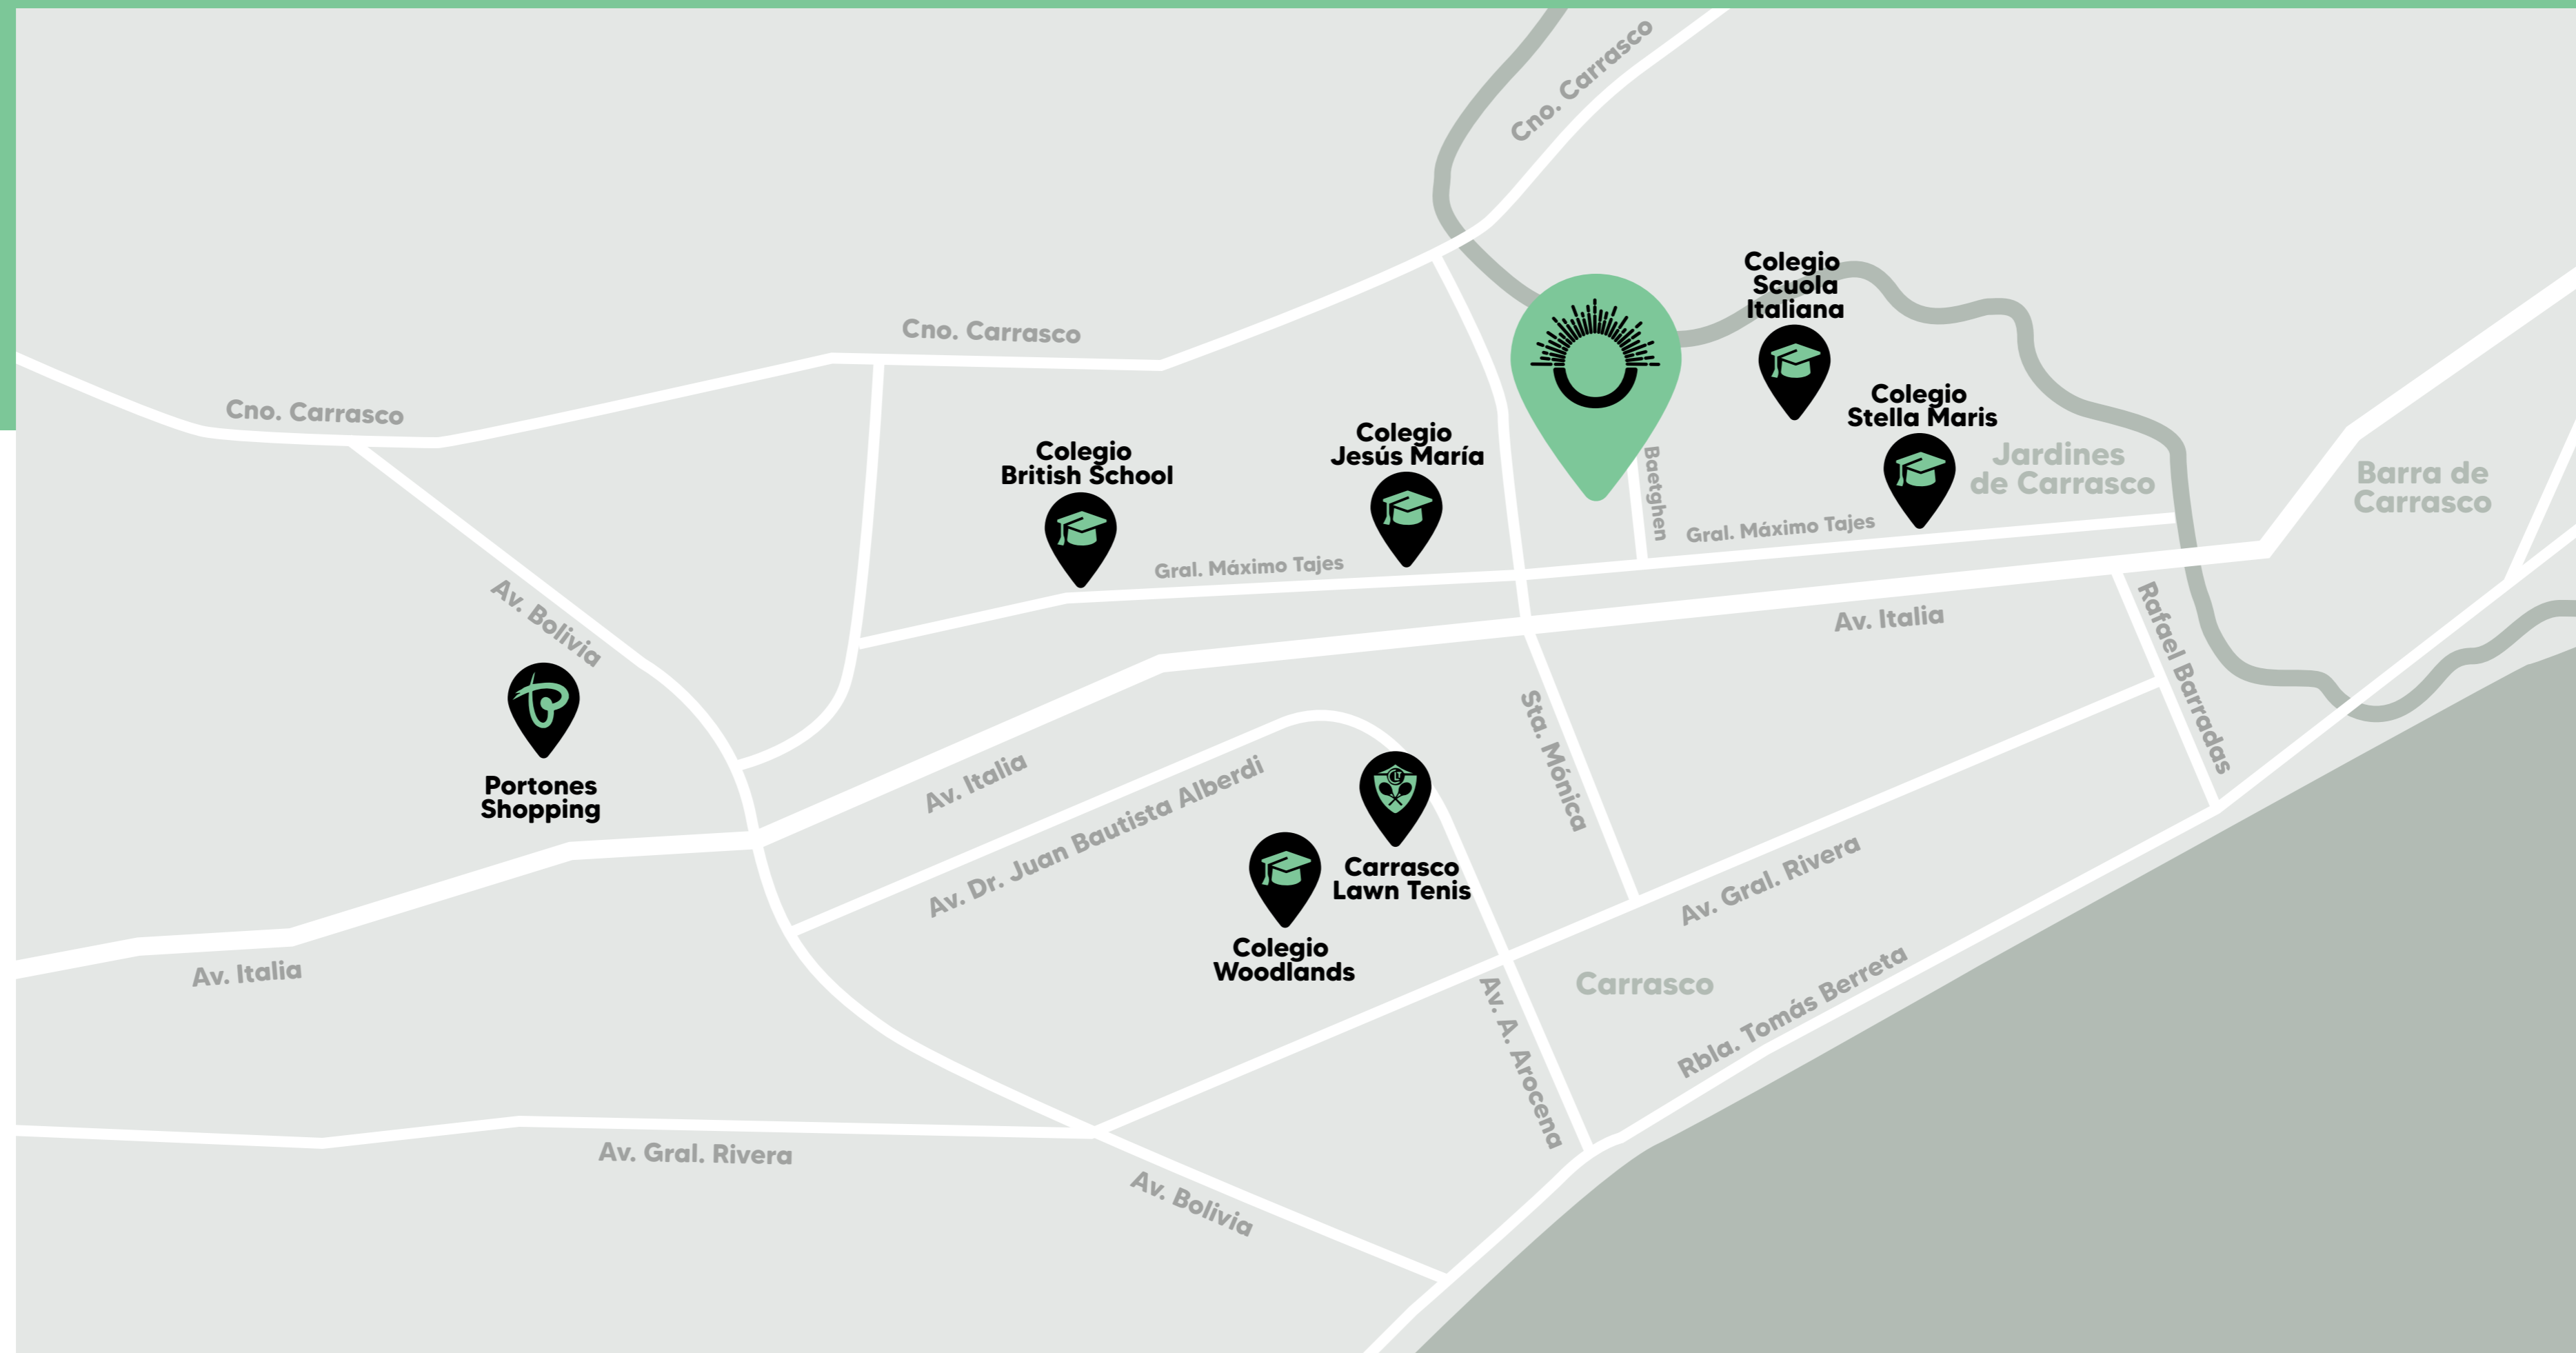 Cno. Carrasco
Colegio
Scuola
Italiana
Cno. Carrasco
Cno. Carrasco
Colegio
Stella Maris
Colegio
Jesús María
Colegio
British School
Baetghen
Jardines
de Carrasco
Barra de
Carrasco
Gral. Máximo Tajes
Gral. Máximo Tajes
Av. Bolivia
Av. Italia
Rafael Barradas
Portones
Shopping
Av. Italia
Av. Dr. Juan Bautista Alberdi
Sta. Mónica
Carrasco
Lawn Tenis
Av. Gral. Rivera
Colegio
Woodlands
Av. Italia
Carrasco
Rbla. Tomás Berreta
Av. A. Arocena
Av. Gral. Rivera
Av. Bolivia